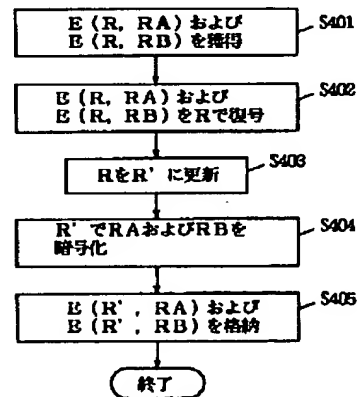 E（R，RA）および
E（R，RB）を獲得
S401
E（R，RA）および
E（R，RB）をRで復号
S402
RをR'に更新
S403
R'でRAおよびRBを
暗号化
S404
E（R'，RA）および
E（R'，RB）を格納
S405
終了